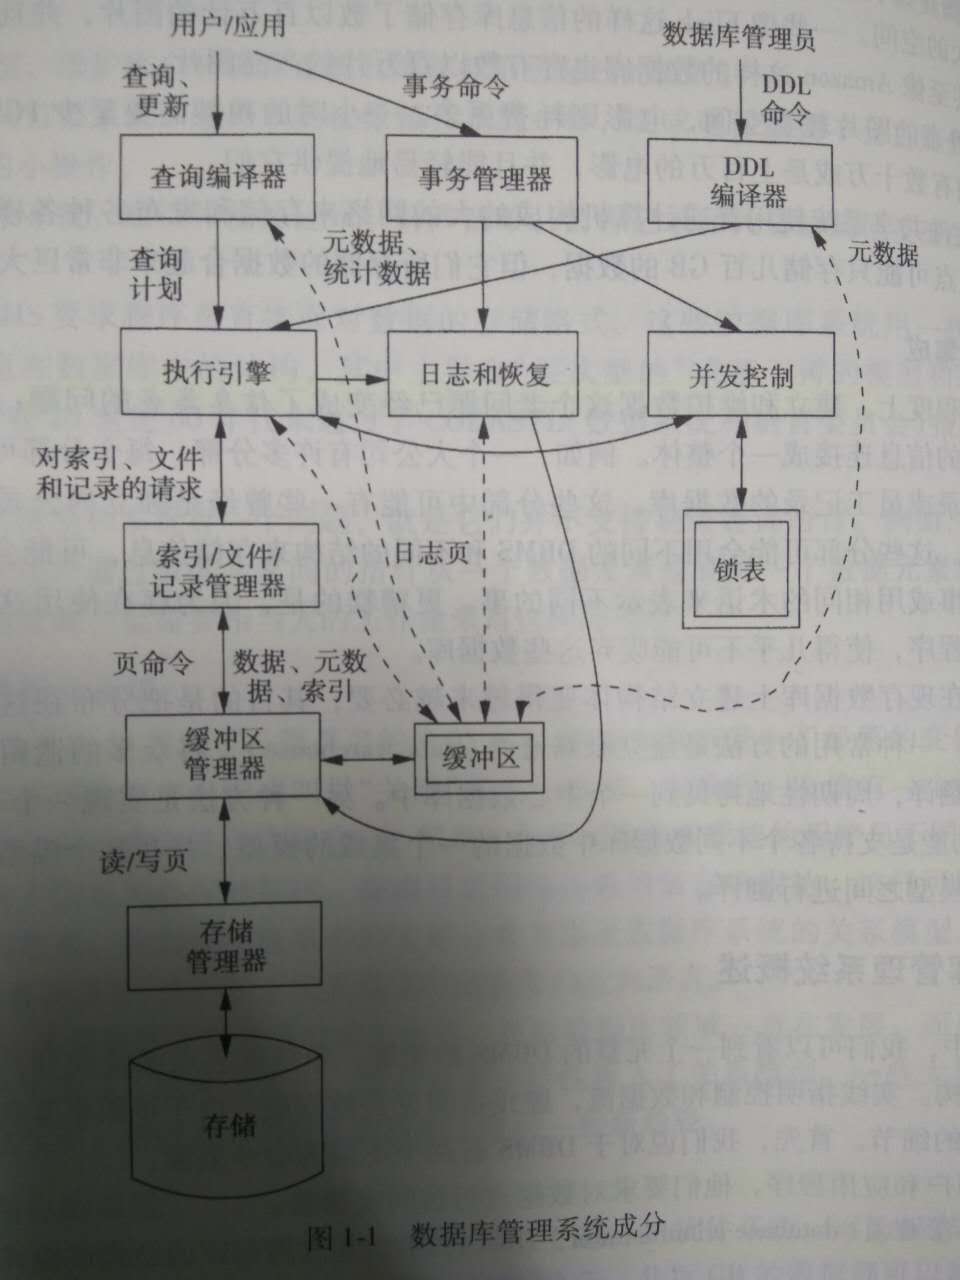 用户/应用
数据库管理员
查询、
更新
事务命令
DDL
命令
查询编译器
事务管理器
DDL
编译器
查询
计划
元数据、
统计数据
元数据
执行引擎
日志和恢复
并发控制
对索引、文件
和记录的请求
索引/文件/
记录管理器
日志页
锁表
页命令
数据、元数
据、索引
缓冲区
管理器
缓冲区
读/写页
存储
管理器
存储
图 1-1 数据库管理系统成分